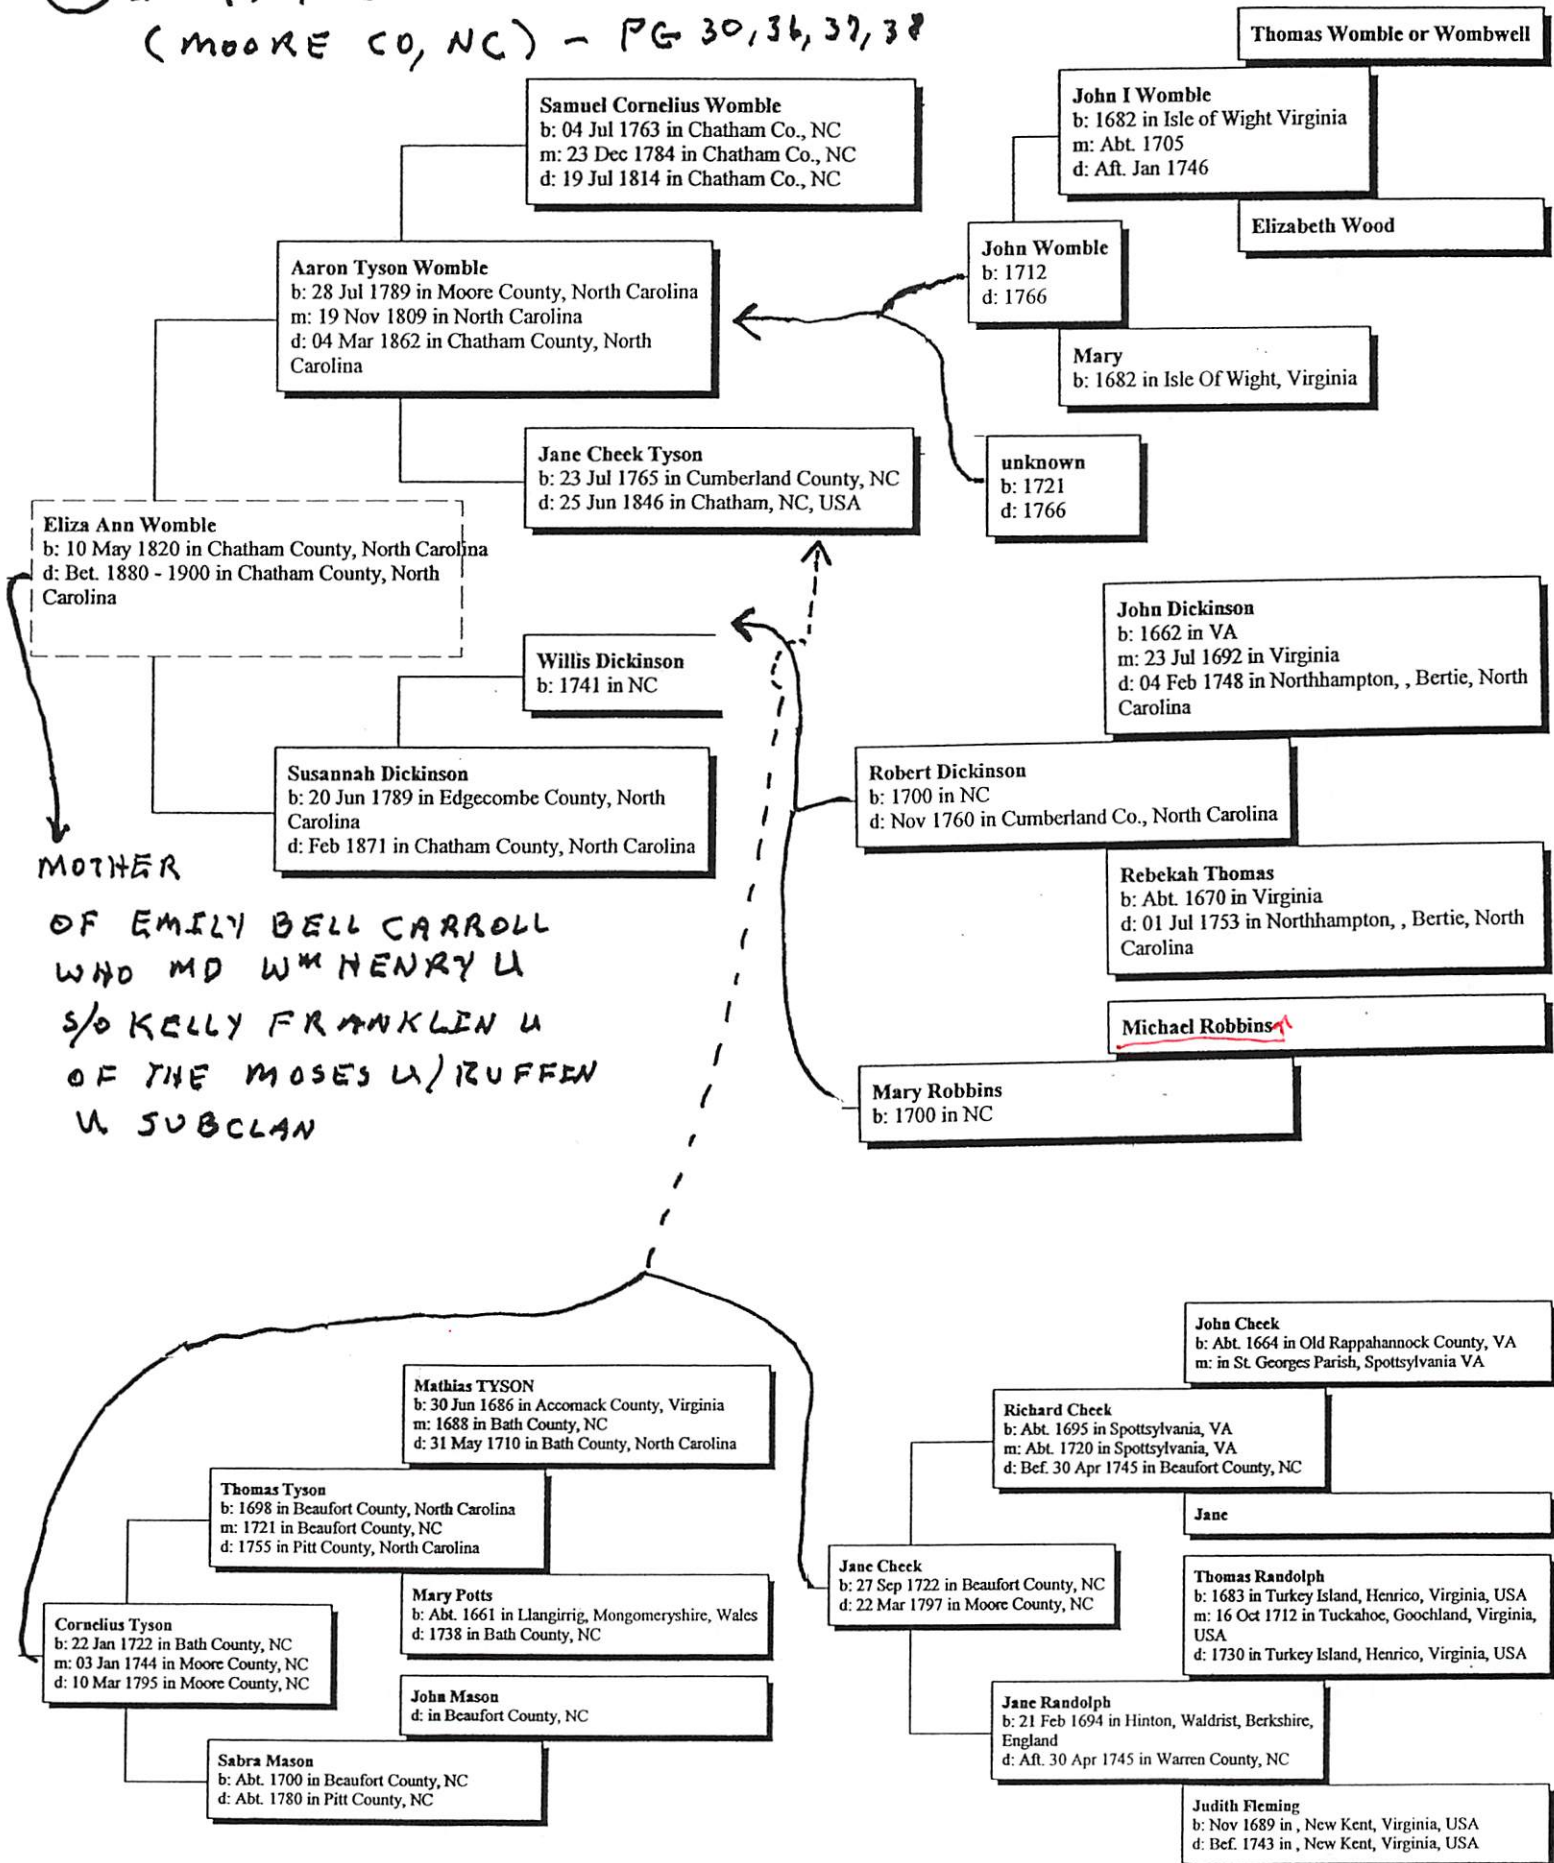 (MOORE CO, NC) - PG 30, 36, 37, 38
Thomas Womble or Wombwell
Samuel Cornelius Womble
b: 04 Jul 1763 in Chatham Co., NC
m: 23 Dec 1784 in Chatham Co., NC
d: 19 Jul 1814 in Chatham Co., NC
John I Womble
b: 1682 in Isle of Wight Virginia
m: Abt. 1705
d: Aft. Jan 1746
Elizabeth Wood
Aaron Tyson Womble
b: 28 Jul 1789 in Moore County, North Carolina
m: 19 Nov 1809 in North Carolina
d: 04 Mar 1862 in Chatham County, North
Carolina
John Womble
b: 1712
d: 1766
Mary
b: 1682 in Isle Of Wight, Virginia
Jane Cheek Tyson
b: 23 Jul 1765 in Cumberland County, NC
d: 25 Jun 1846 in Chatham, NC, USA
unknown
b: 1721
d: 1766
Eliza Ann Womble
b: 10 May 1820 in Chatham County, North Carolina
d: Bet. 1880 - 1900 in Chatham County, North
Carolina
John Dickinson
b: 1662 in VA
m: 23 Jul 1692 in Virginia
d: 04 Feb 1748 in Northhampton, , Bertie, North
Carolina
Willis Dickinson
b: 1741 in NC
Susannah Dickinson
b: 20 Jun 1789 in Edgecombe County, North
Carolina
d: Feb 1871 in Chatham County, North Carolina
Robert Dickinson
b: 1700 in NC
d: Nov 1760 in Cumberland Co., North Carolina
Rebekah Thomas
b: Abt. 1670 in Virginia
d: 01 Jul 1753 in Northhampton, , Bertie, North
Carolina
MOTHER
OF EMILY BELL CARROLL
WHO MD WM HENRY U
S/O KELLY FRANKLIN U
OF THE MOSES U/RUFFIN
U SUBCLAN
Michael Robbins
Mary Robbins
b: 1700 in NC
Mathias TYSON
b: 30 Jun 1686 in Accomack County, Virginia
m: 1688 in Bath County, NC
d: 31 May 1710 in Bath County, North Carolina
Thomas Tyson
b: 1698 in Beaufort County, North Carolina
m: 1721 in Beaufort County, NC
d: 1755 in Pitt County, North Carolina
Mary Potts
b: Abt. 1661 in Llangirrig, Mongomeryshire, Wales
d: 1738 in Bath County, NC
Cornelius Tyson
b: 22 Jan 1722 in Bath County, NC
m: 03 Jan 1744 in Moore County, NC
d: 10 Mar 1795 in Moore County, NC
John Mason
d: in Beaufort County, NC
Sabra Mason
b: Abt. 1700 in Beaufort County, NC
d: Abt. 1780 in Pitt County, NC
John Cheek
b: Abt. 1664 in Old Rappahannock County, VA
m: in St. Georges Parish, Spottsylvania VA
Richard Cheek
b: Abt. 1695 in Spottsylvania, VA
m: Abt. 1720 in Spottsylvania, VA
d: Bef. 30 Apr 1745 in Beaufort County, NC
Jane
Jane Cheek
b: 27 Sep 1722 in Beaufort County, NC
d: 22 Mar 1797 in Moore County, NC
Thomas Randolph
b: 1683 in Turkey Island, Henrico, Virginia, USA
m: 16 Oct 1712 in Tuckahoe, Goochland, Virginia,
USA
d: 1730 in Turkey Island, Henrico, Virginia, USA
Jane Randolph
b: 21 Feb 1694 in Hinton, Waldrist, Berkshire,
England
d: Aft. 30 Apr 1745 in Warren County, NC
Judith Fleming
b: Nov 1689 in , New Kent, Virginia, USA
d: Bef. 1743 in , New Kent, Virginia, USA